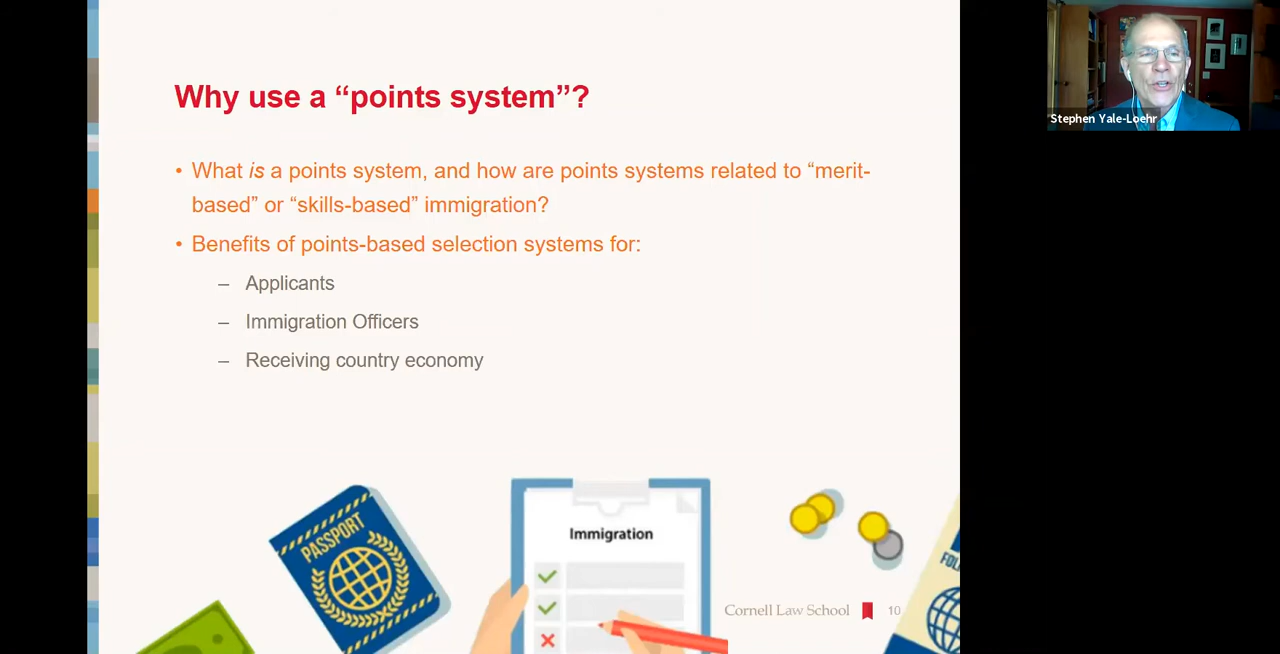 Why use a “points system”?
• What is a points system, and how are points systems related to “merit-
based” or “skills-based” immigration?
• Benefits of points-based selection systems for:
– Applicants
– Immigration Officers
– Receiving country economy
PASSPORT
Immigration
Cornell Law School
10
Stephen Yale-Loehr